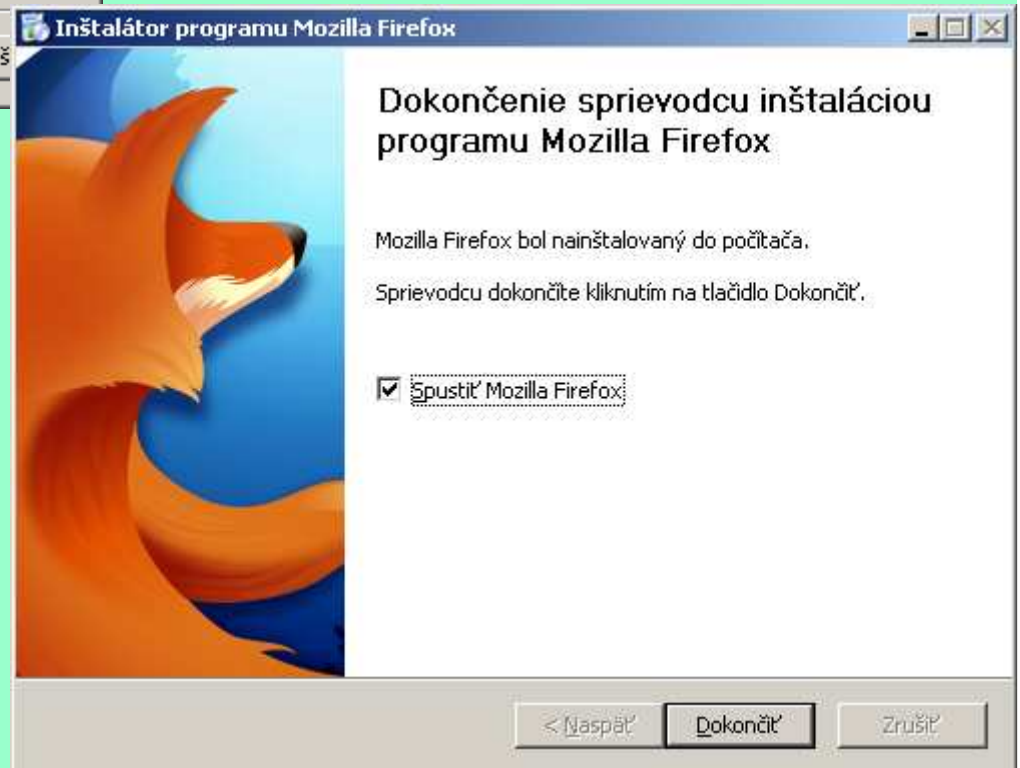 š
Inštalátor programu Mozilla Firefox
Dokončenie sprievodcu inštaláciou
programu Mozilla Firefox
Mozilla Firefox bol nainštalovaný do počítača.
Sprievodcu dokončíte kliknutím na tlačidlo Dokončiť.
Spustiť Mozilla Firefox
< Naspäť Dokončiť Zrušiť